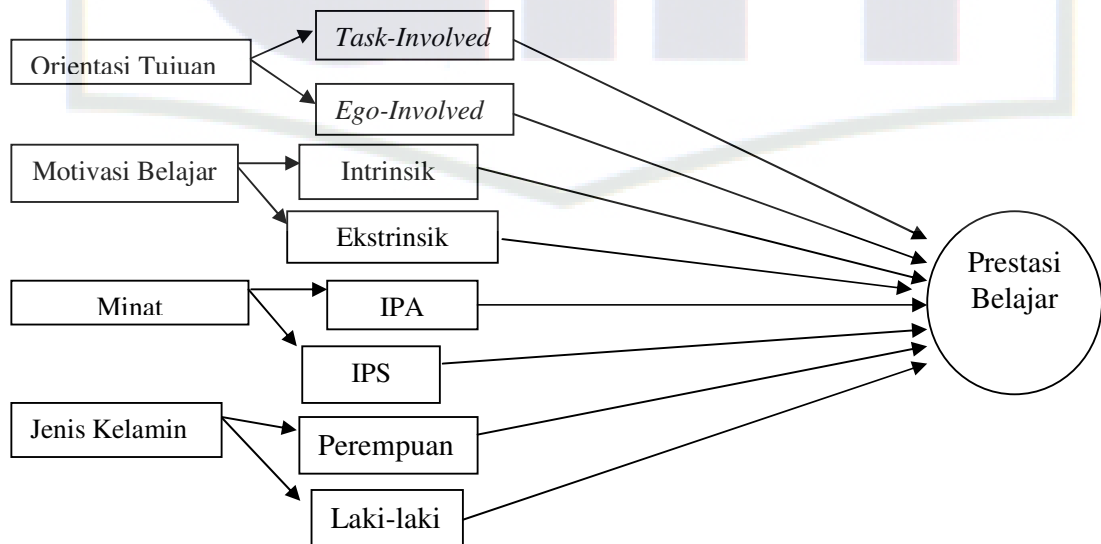 Task-Involved
Orientasi Tujuan
Ego-Involved
Motivasi Belajar
Intrinsik
Ekstrinsik
Prestasi
Belajar
Minat
IPA
IPS
Jenis Kelamin
Perempuan
Laki-laki